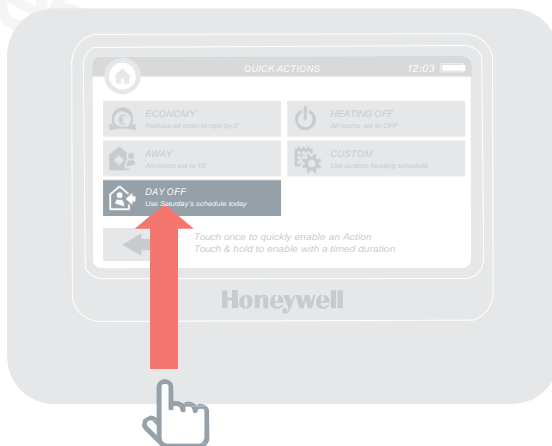 QUICK ACTIONS 12:03
ECONOMY
Reduce all room temps by 3°
HEATING OFF
All rooms set to OFF
AWAY
All rooms set to 15°
CUSTOM
Use custom heating schedule
DAY OFF
Use Saturday's schedule today
Touch once to quickly enable an Action
Touch & hold to enable with a timed duration
Honeywell